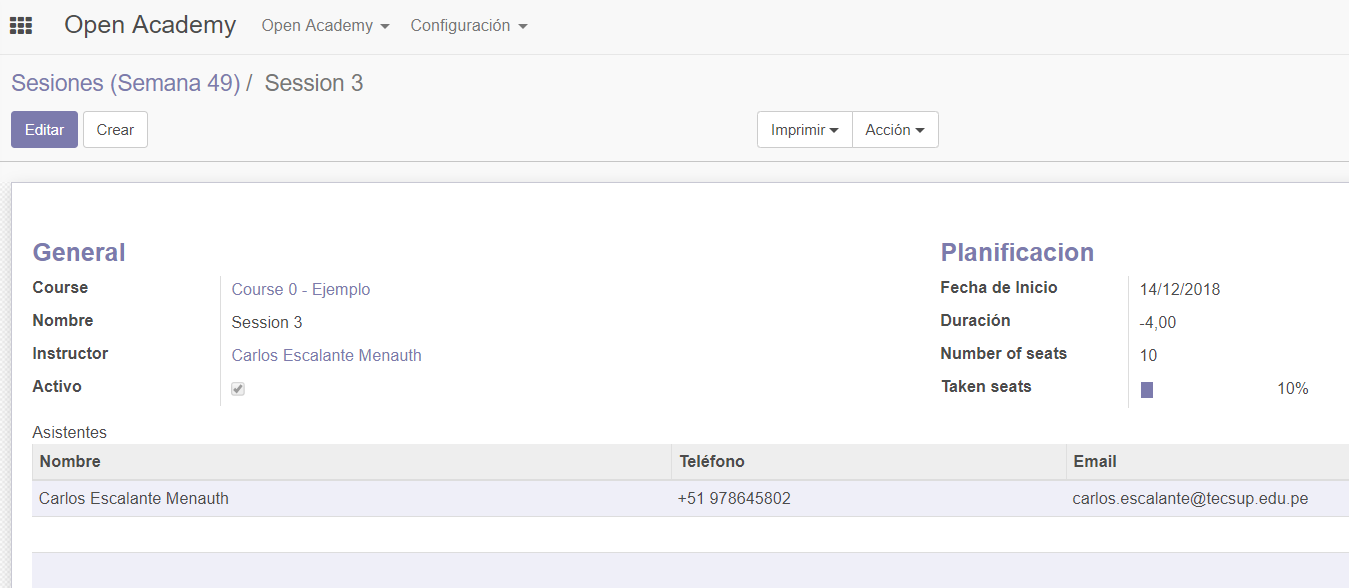 Open Academy Open Academy Configuración
Sesiones (Semana 49) / Session 3
Editar Crear Imprimir Acción
General
Course Course 0 - Ejemplo
Nombre Session 3
Instructor Carlos Escalante Menauth
Activo
Planificacion
Fecha de Inicio 14/12/2018
Duración -4,00
Number of seats 10
Taken seats 10%
Asistentes
Nombre Teléfono Email
Carlos Escalante Menauth +51 978645802 carlos.escalante@tecsup.edu.pe